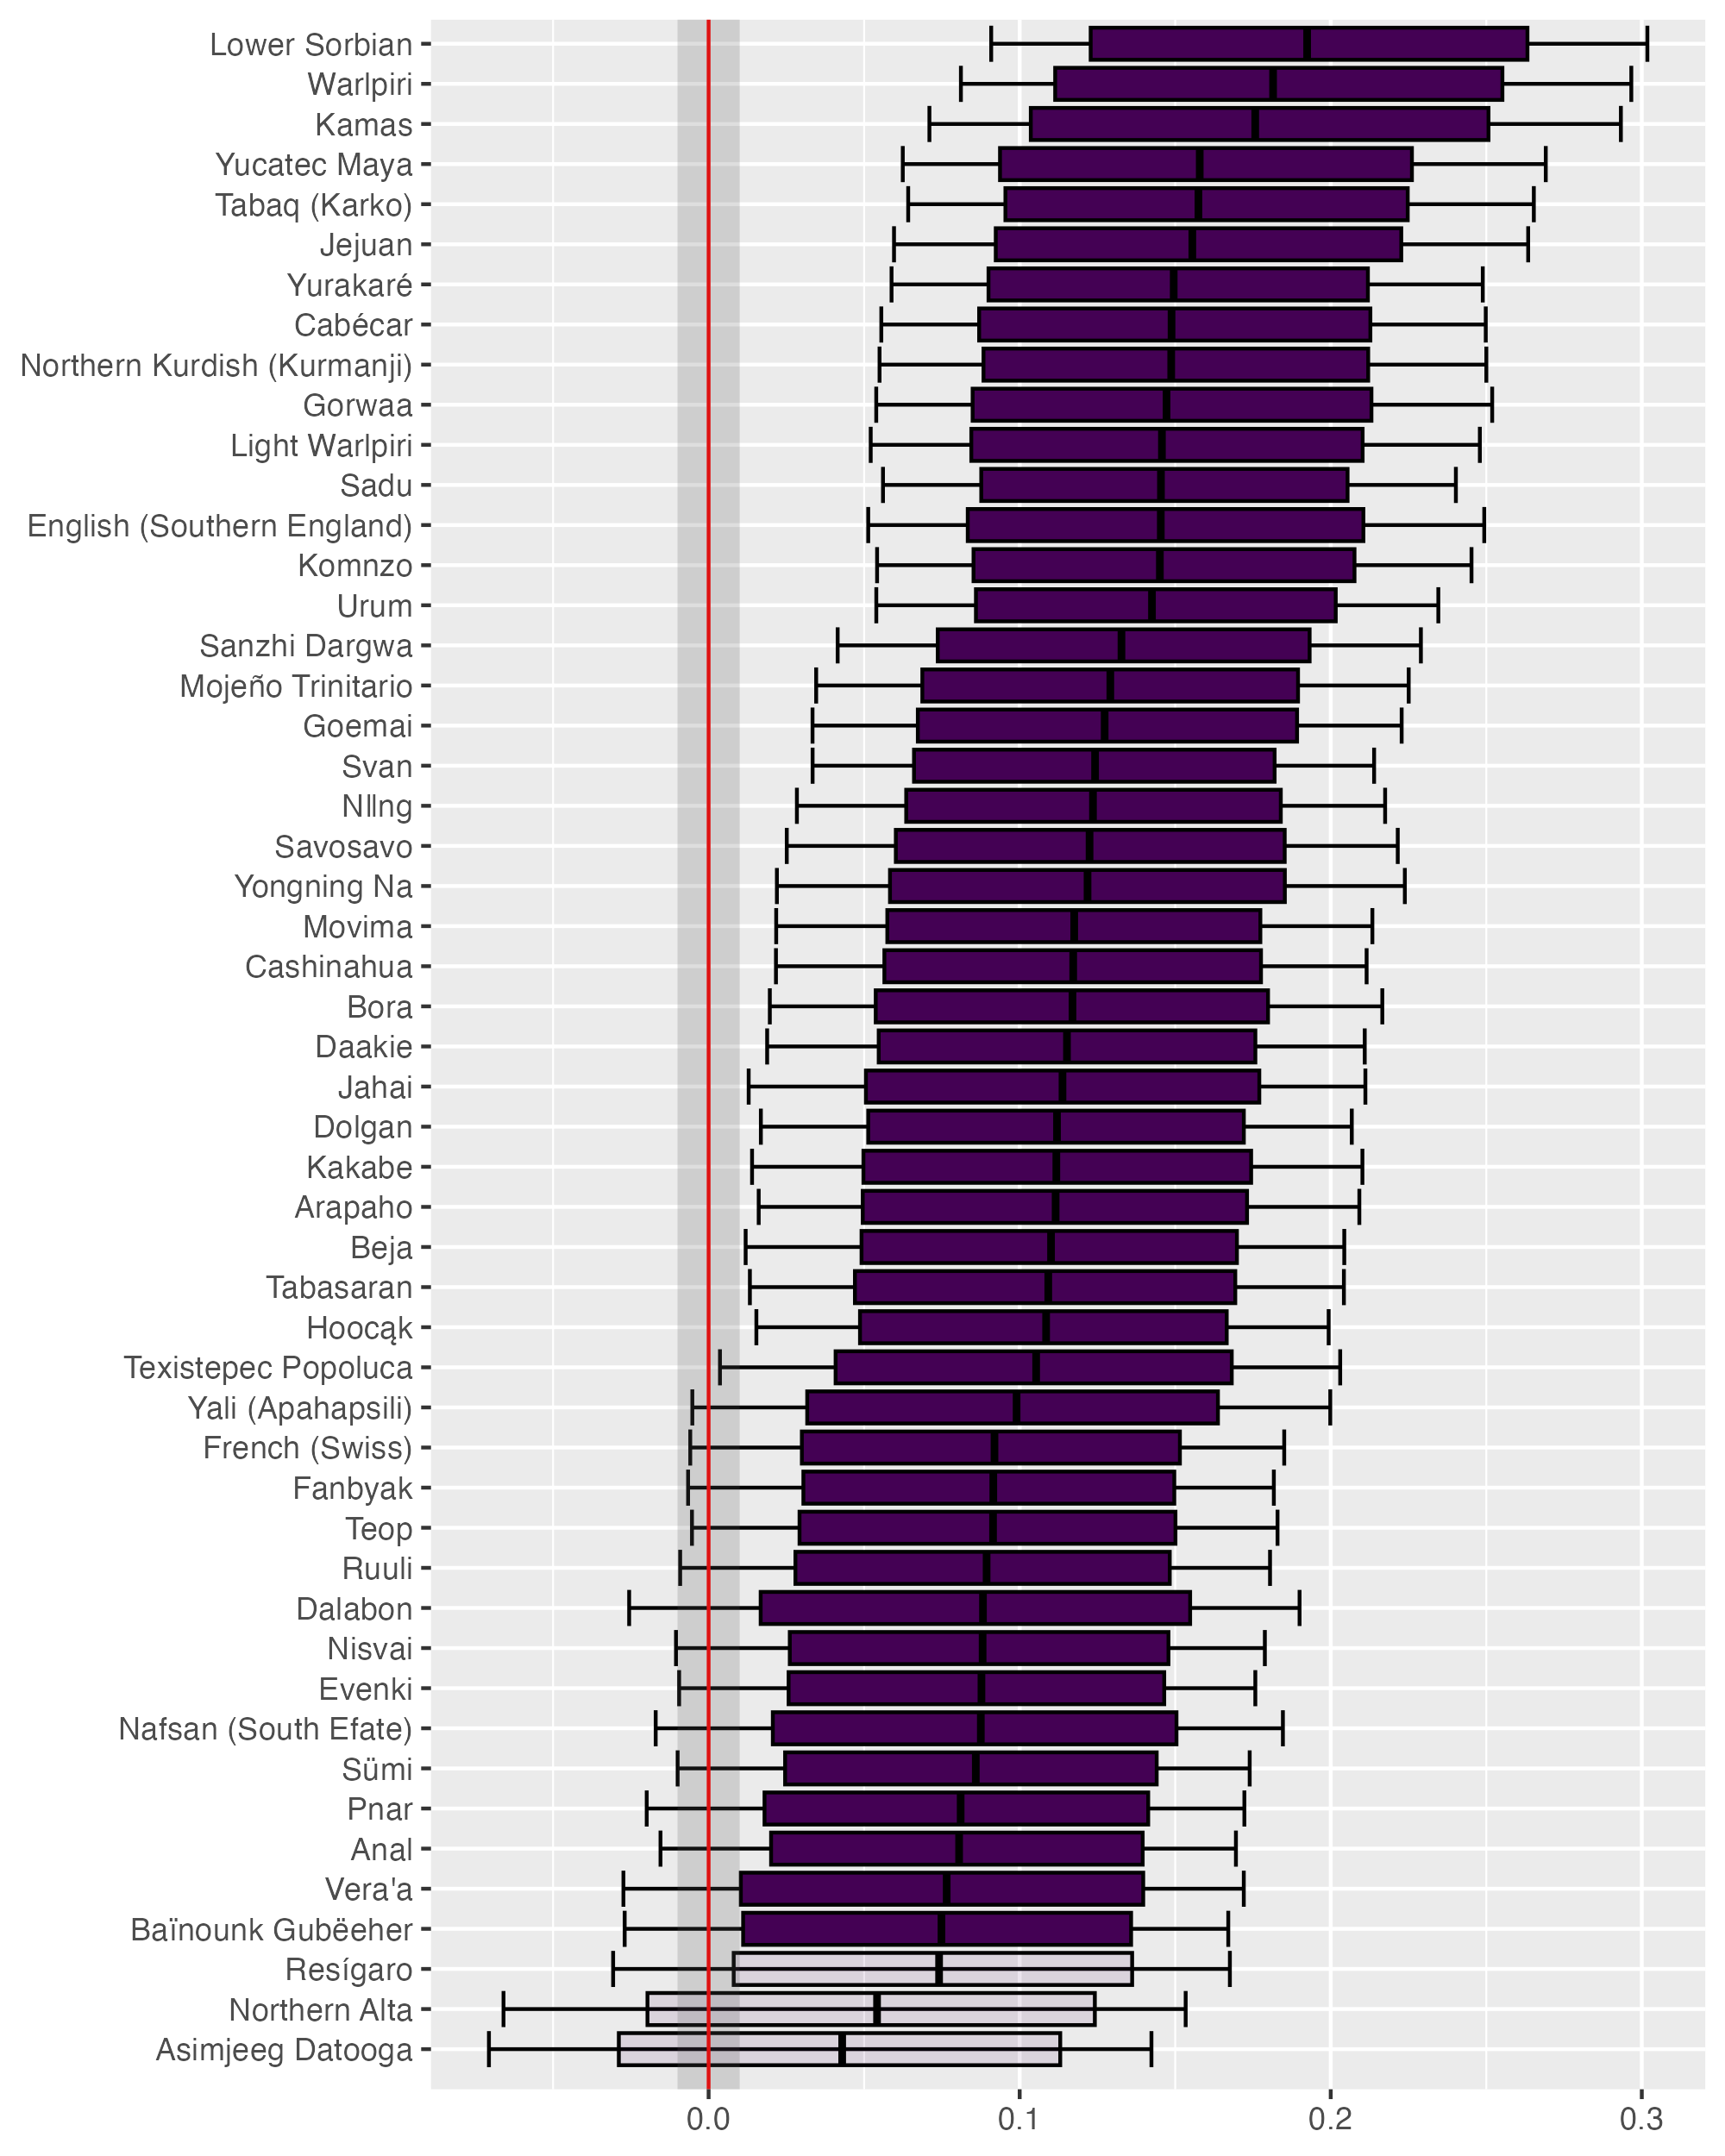 Lower Sorbian
Warlpiri
Kamas
Yucatec Maya
Tabaq (Karko)
Jejuan
Yurakaré
Cabécar
Northern Kurdish (Kurmanji)
Gorwaa
Light Warlpiri
Sadu
English (Southern England)
Komnzo
Urum
Sanzhi Dargwa
Mojeño Trinitario
Goemai
Svan
Nǁng
Savosavo
Yongning Na
Movima
Cashinahua
Bora
Daakie
Jahai
Dolgan
Kakabe
Arapaho
Beja
Tabasaran
Hoocąk
Texistepec Popoluca
Yali (Apahapsili)
French (Swiss)
Fanbyak
Teop
Ruuli
Dalabon
Nisvai
Evenki
Nafsan (South Efate)
Sümi
Pnar
Anal
Vera'a
Baïnounk Gubëeher
Resígaro
Northern Alta
Asimjeeg Datooga
0.0 0.1 0.2 0.3